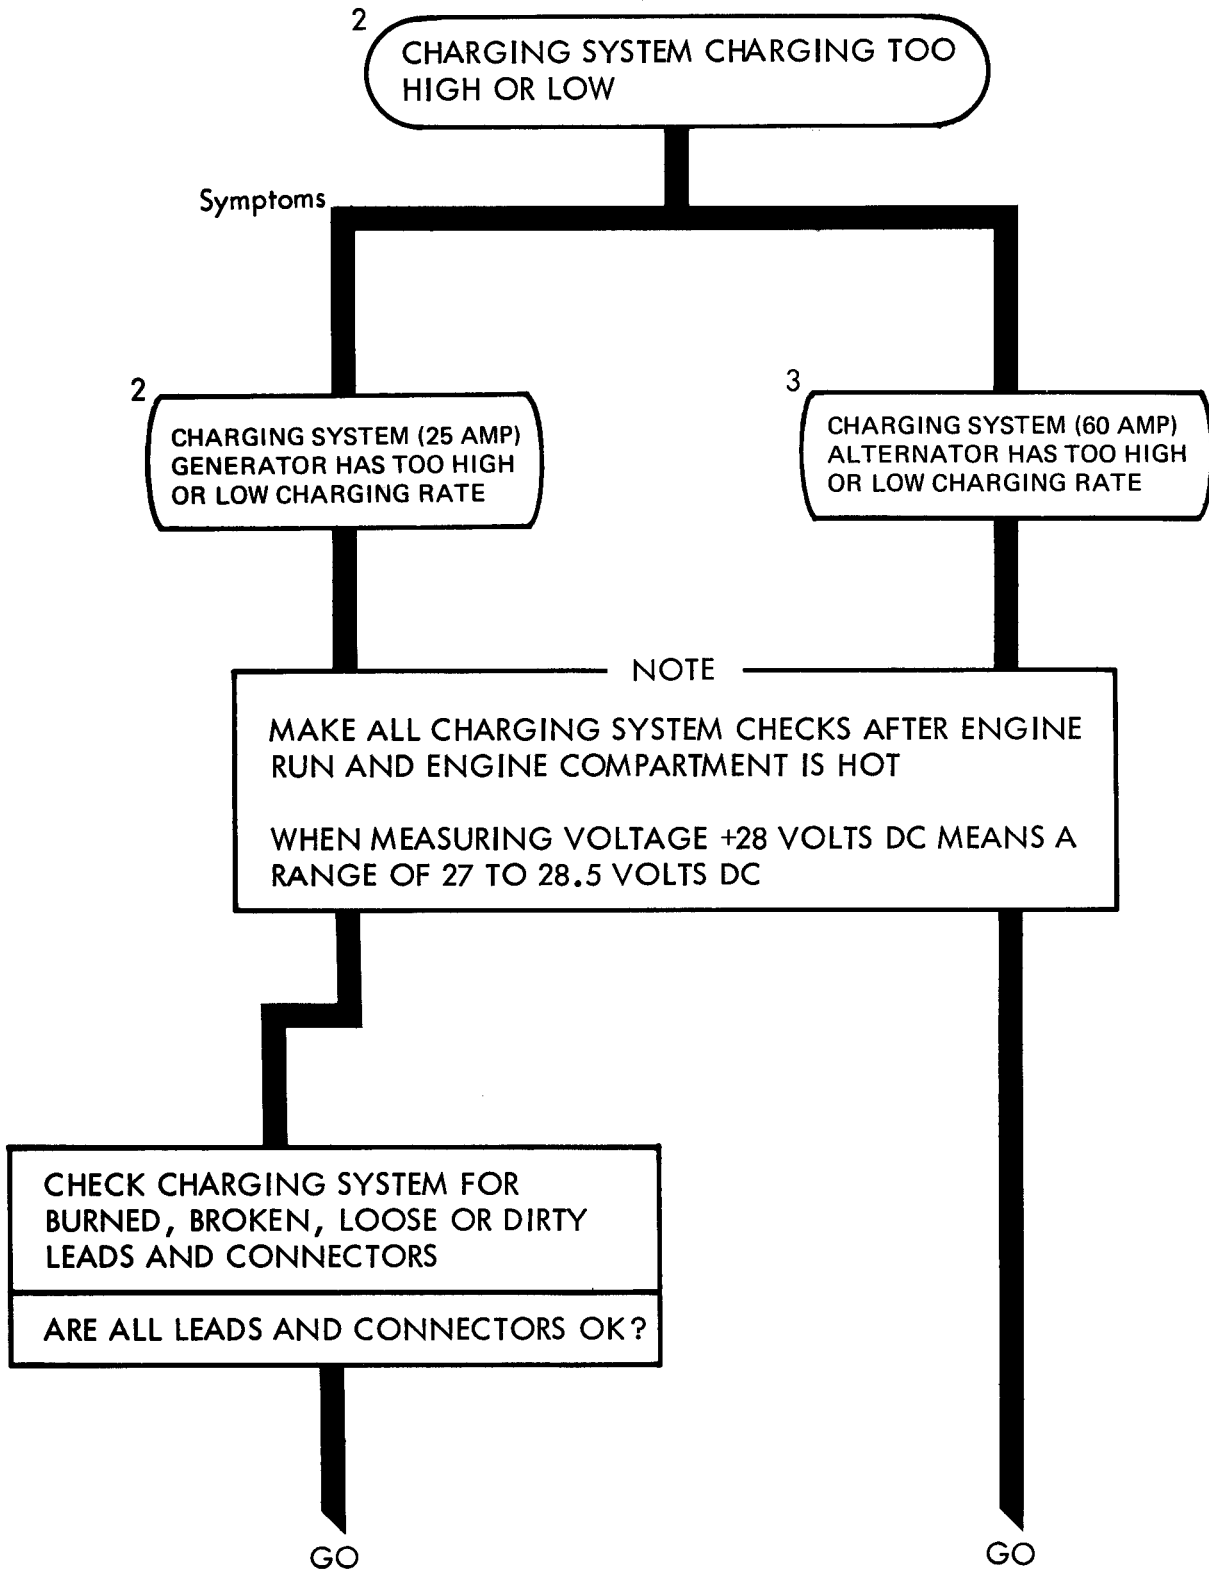 2
CHARGING SYSTEM CHARGING TOO
HIGH OR LOW
Symptoms
2
CHARGING SYSTEM (25 AMP)
GENERATOR HAS TOO HIGH
OR LOW CHARGING RATE
3
CHARGING SYSTEM (60 AMP)
ALTERNATOR HAS TOO HIGH
OR LOW CHARGING RATE
NOTE
MAKE ALL CHARGING SYSTEM CHECKS AFTER ENGINE
RUN AND ENGINE COMPARTMENT IS HOT
WHEN MEASURING VOLTAGE +28 VOLTS DC MEANS A
RANGE OF 27 TO 28.5 VOLTS DC
CHECK CHARGING SYSTEM FOR
BURNED, BROKEN, LOOSE OR DIRTY
LEADS AND CONNECTORS
ARE ALL LEADS AND CONNECTORS OK?
GO
GO